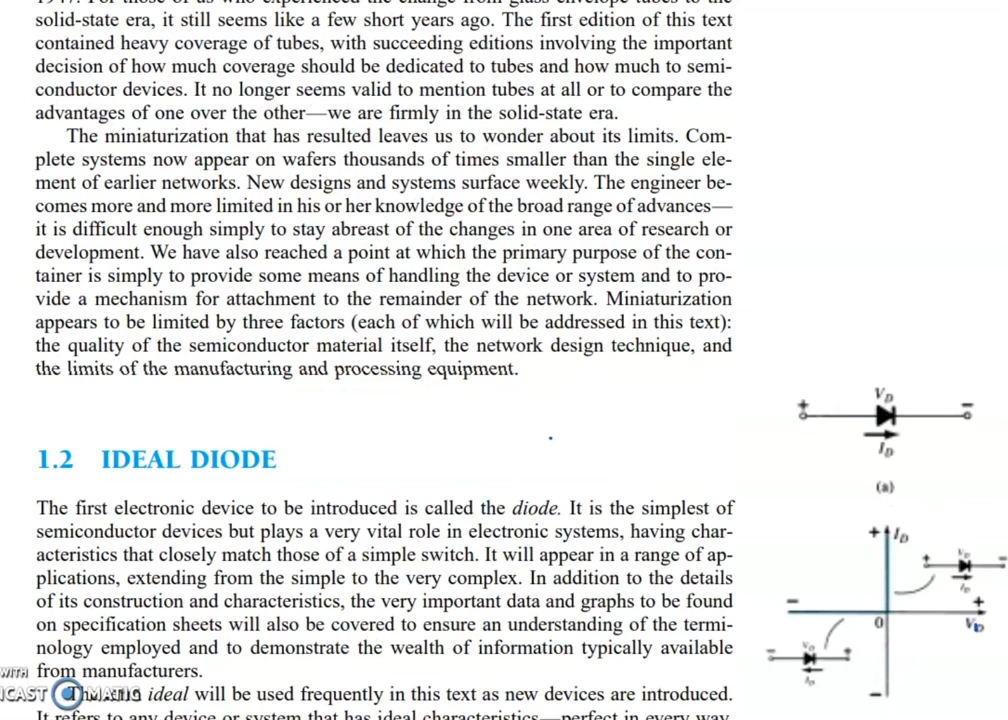 solid-state era, it still seems like a few short years ago. The first edition of this text
contained heavy coverage of tubes, with succeeding editions involving the important
decision of how much coverage should be dedicated to tubes and how much to semi-
conductor devices. It no longer seems valid to mention tubes at all or to compare the
advantages of one over the other—we are firmly in the solid-state era.
The miniaturization that has resulted leaves us to wonder about its limits. Com-
plete systems now appear on wafers thousands of times smaller than the single ele-
ment of earlier networks. New designs and systems surface weekly. The engineer be-
comes more and more limited in his or her knowledge of the broad range of advances—
it is difficult enough simply to stay abreast of the changes in one area of research or
development. We have also reached a point at which the primary purpose of the con-
tainer is simply to provide some means of handling the device or system and to pro-
vide a mechanism for attachment to the remainder of the network. Miniaturization
appears to be limited by three factors (each of which will be addressed in this text):
the quality of the semiconductor material itself, the network design technique, and
the limits of the manufacturing and processing equipment.
+ V_D −
I_D
(a)
1.2 IDEAL DIODE
The first electronic device to be introduced is called the diode. It is the simplest of
semiconductor devices but plays a very vital role in electronic systems, having char-
acteristics that closely match those of a simple switch. It will appear in a range of ap-
plications, extending from the simple to the very complex. In addition to the details
of its construction and characteristics, the very important data and graphs to be found
on specification sheets will also be covered to ensure an understanding of the termi-
nology employed and to demonstrate the wealth of information typically available
from manufacturers.
ideal will be used frequently in this text as new devices are introduced.
It refers to any device or system that has ideal characteristics—perfect in every way.
+ I_D
+ −
− +
0 V_D
− +
−
WITH